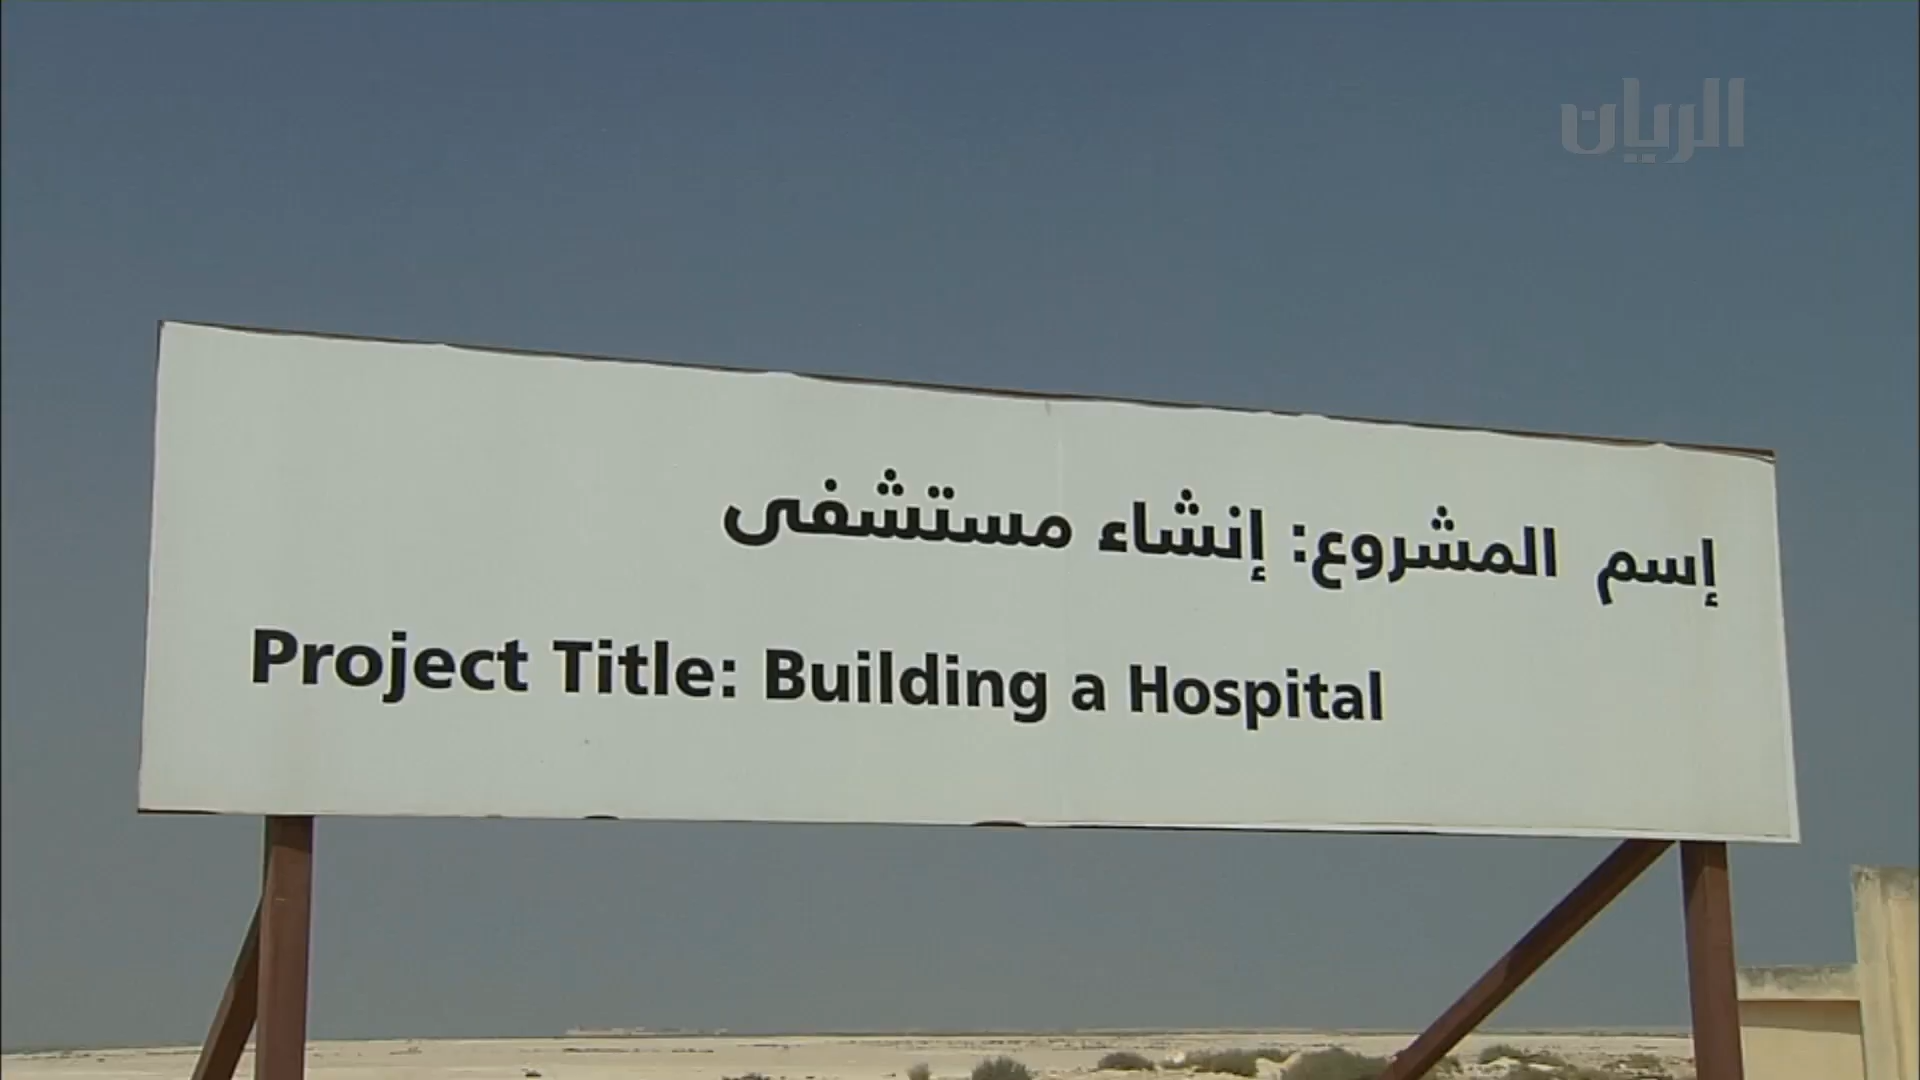 الريان
إسم المشروع: إنشاء مستشفى
Project Title: Building a Hospital